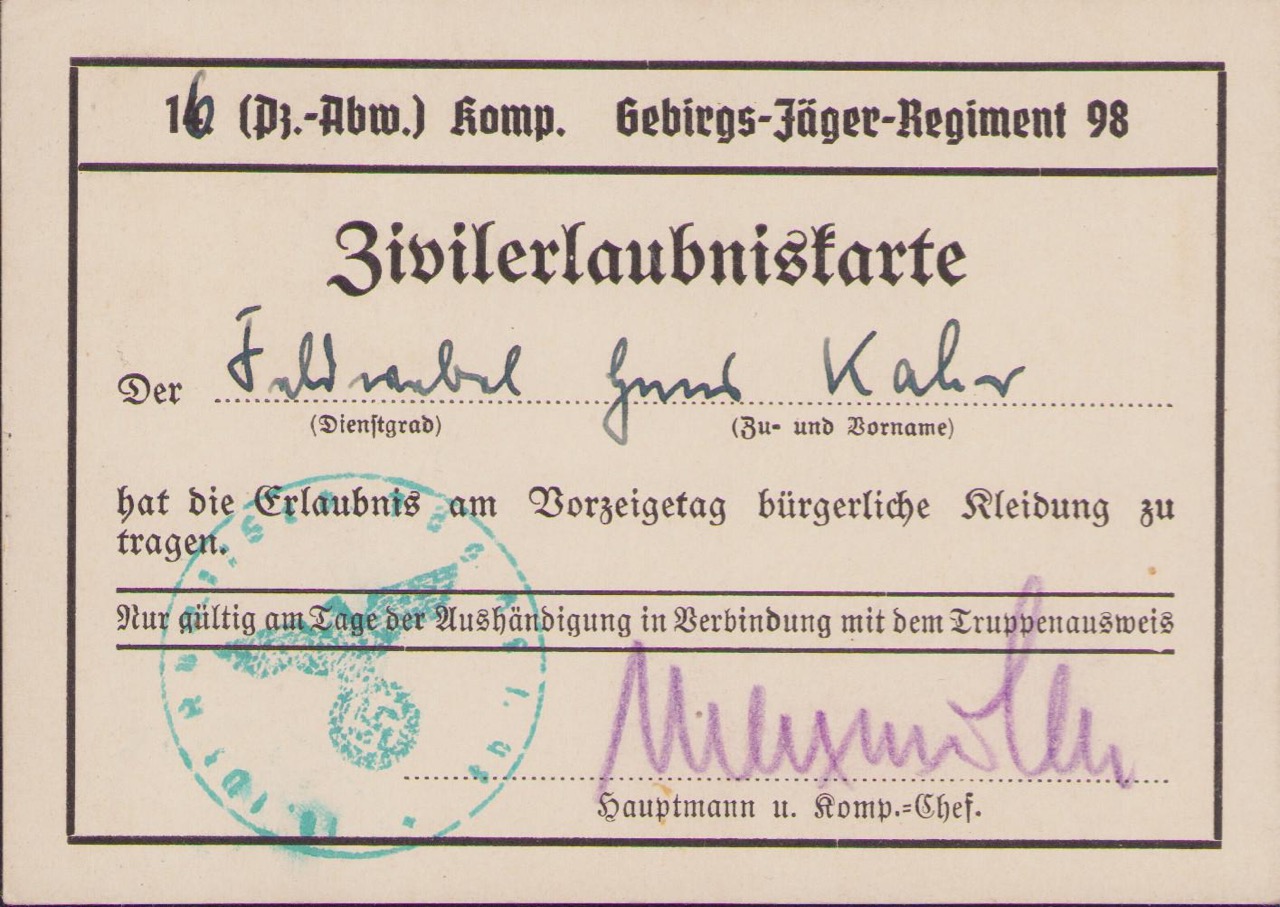 16 (Pz.-Abw.) Komp. Gebirgs-Jäger-Regiment 98
Zivilerlaubniskarte
Der Feldwebel Hans Kahr
(Dienstgrad) (Zu- und Vorname)
hat die Erlaubnis am Vorzeigetag bürgerliche Kleidung zu
tragen.
Nur gültig am Tage der Aushändigung in Verbindung mit dem Truppenausweis
Hauptmann u. Komp.-Chef.